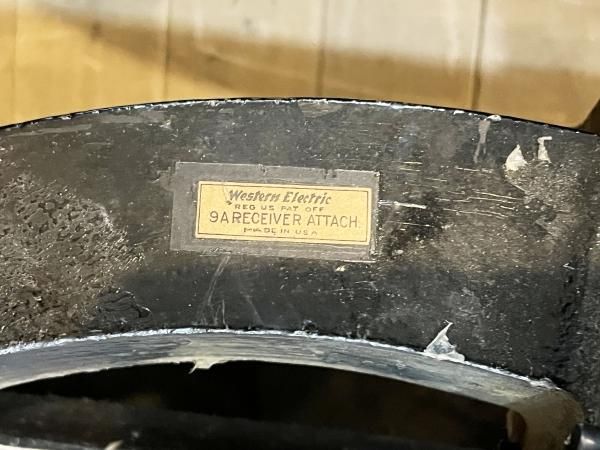 Western Electric
REG US PAT OFF
9A RECEIVER ATTACH.
MADE IN USA